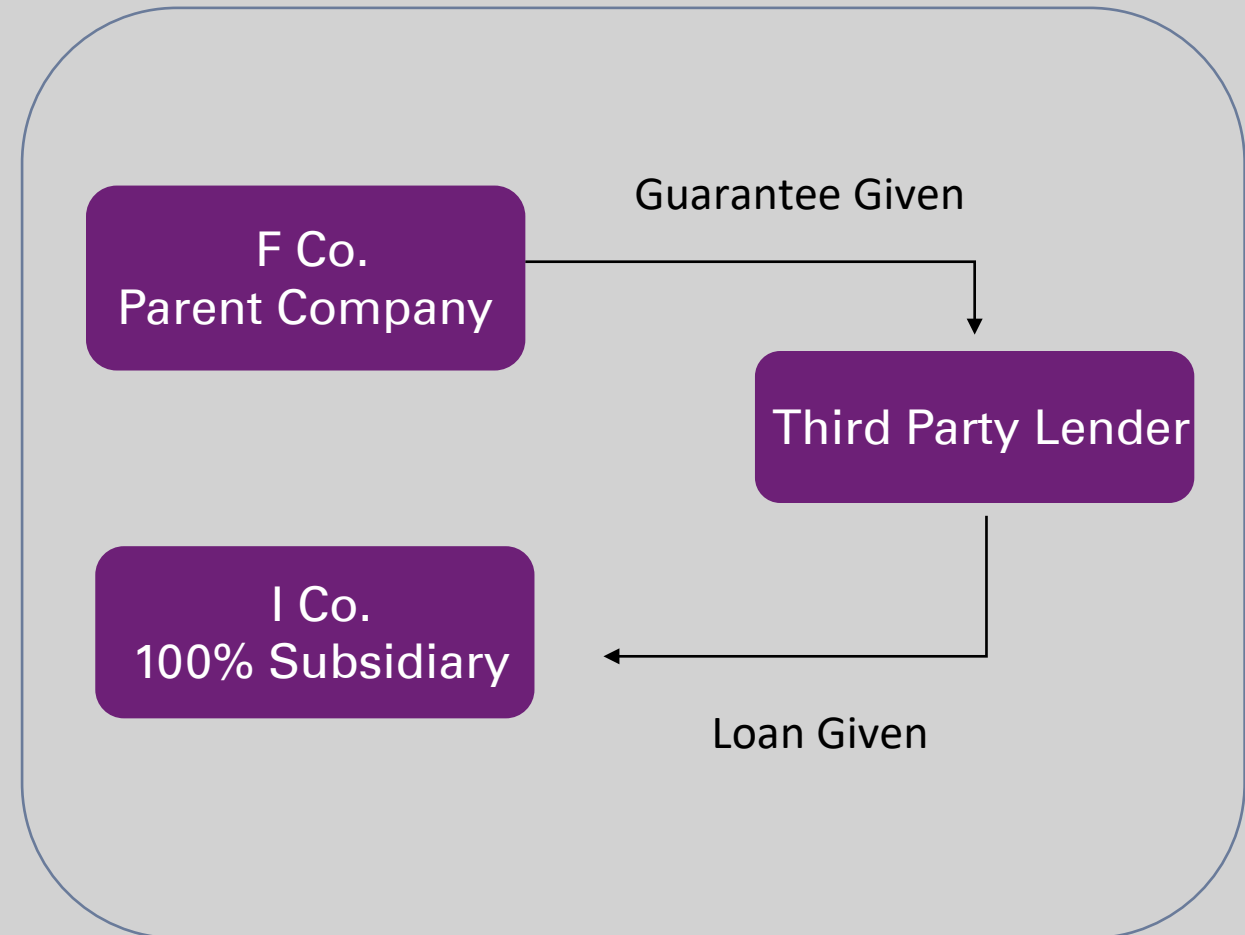 F Co.
Parent Company
Guarantee Given
Third Party Lender
I Co.
100% Subsidiary
Loan Given